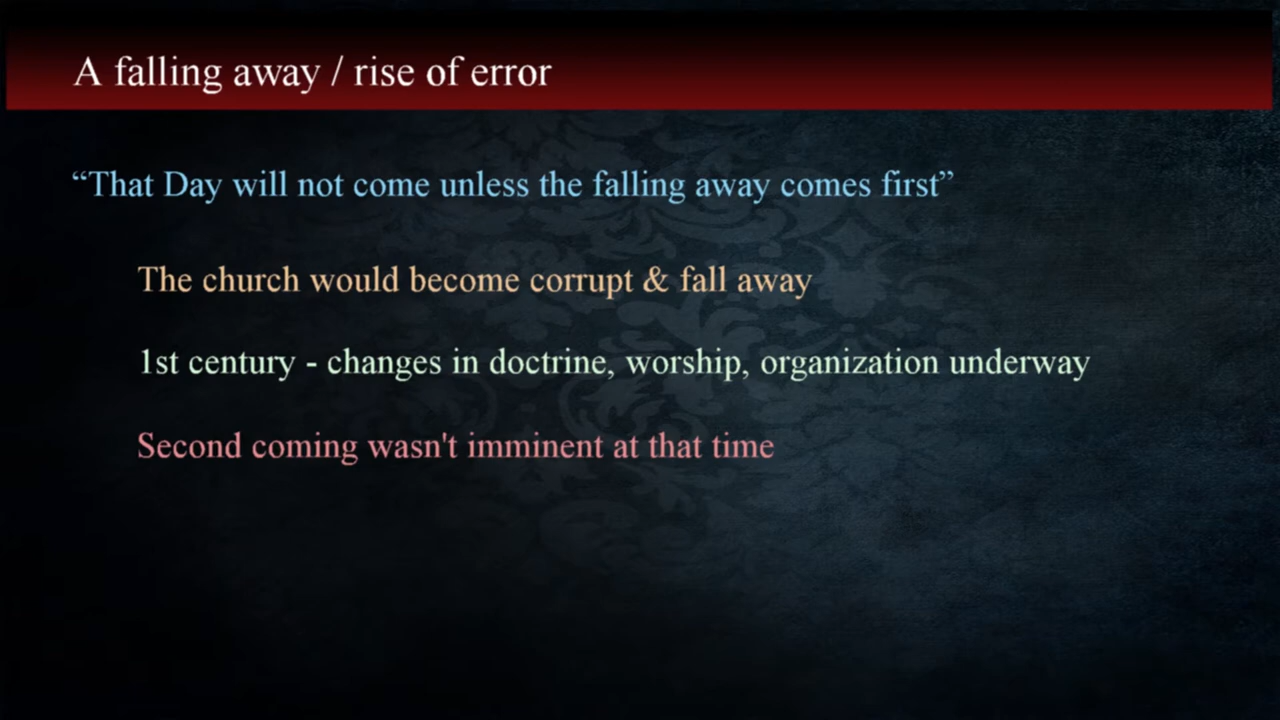 A falling away / rise of error
“That Day will not come unless the falling away comes first”
The church would become corrupt & fall away
1st century - changes in doctrine, worship, organization underway
Second coming wasn't imminent at that time